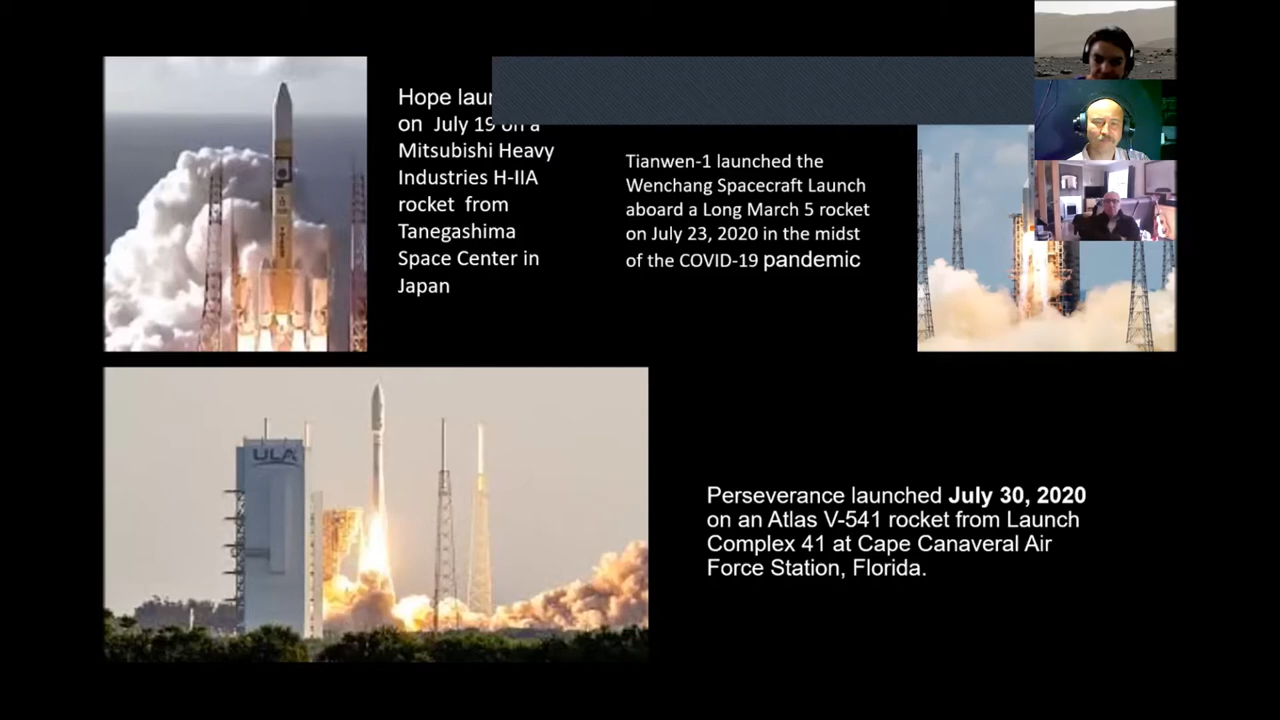 Hope
on July 19 on a
Mitsubishi Heavy
Industries H-IIA
rocket from
Tanegashima
Space Center in
Japan
Tianwen-1 launched the
Wenchang Spacecraft Launch
aboard a Long March 5 rocket
on July 23, 2020 in the midst
of the COVID-19 pandemic
ULA
Perseverance launched July 30, 2020
on an Atlas V-541 rocket from Launch
Complex 41 at Cape Canaveral Air
Force Station, Florida.